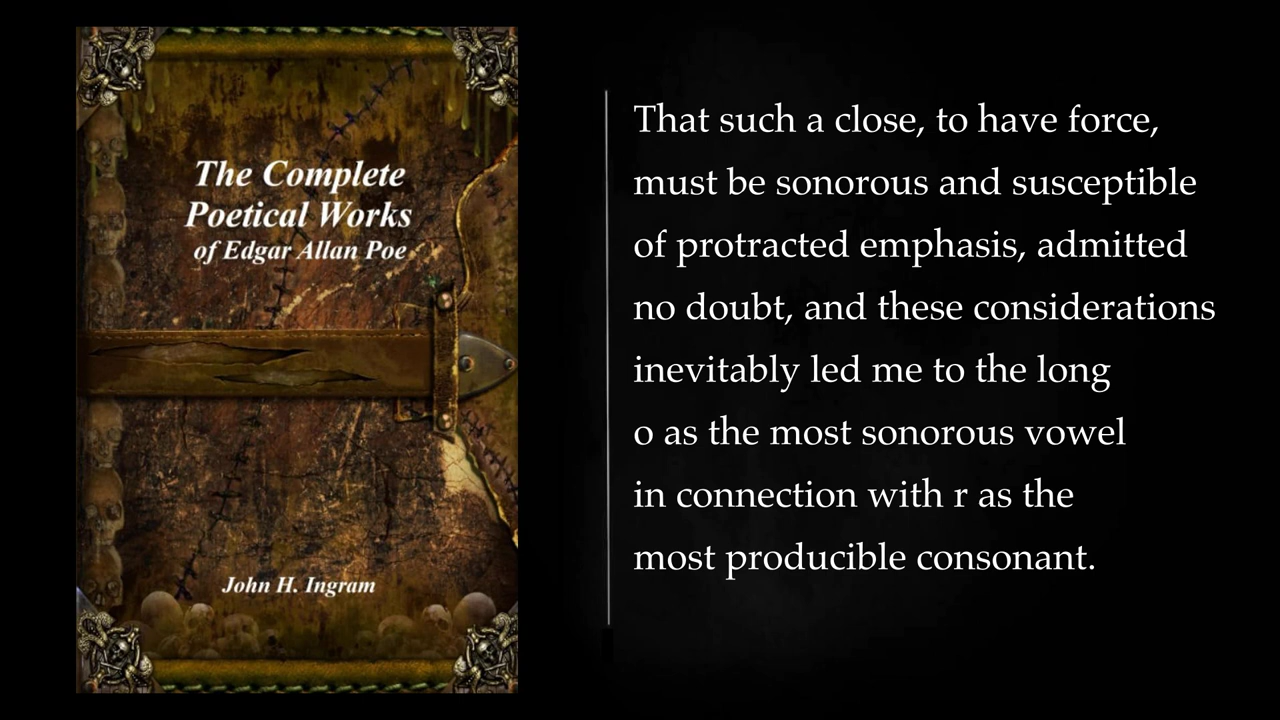 The Complete
Poetical Works
of Edgar Allan Poe
John H. Ingram
That such a close, to have force,
must be sonorous and susceptible
of protracted emphasis, admitted
no doubt, and these considerations
inevitably led me to the long
o as the most sonorous vowel
in connection with r as the
most producible consonant.